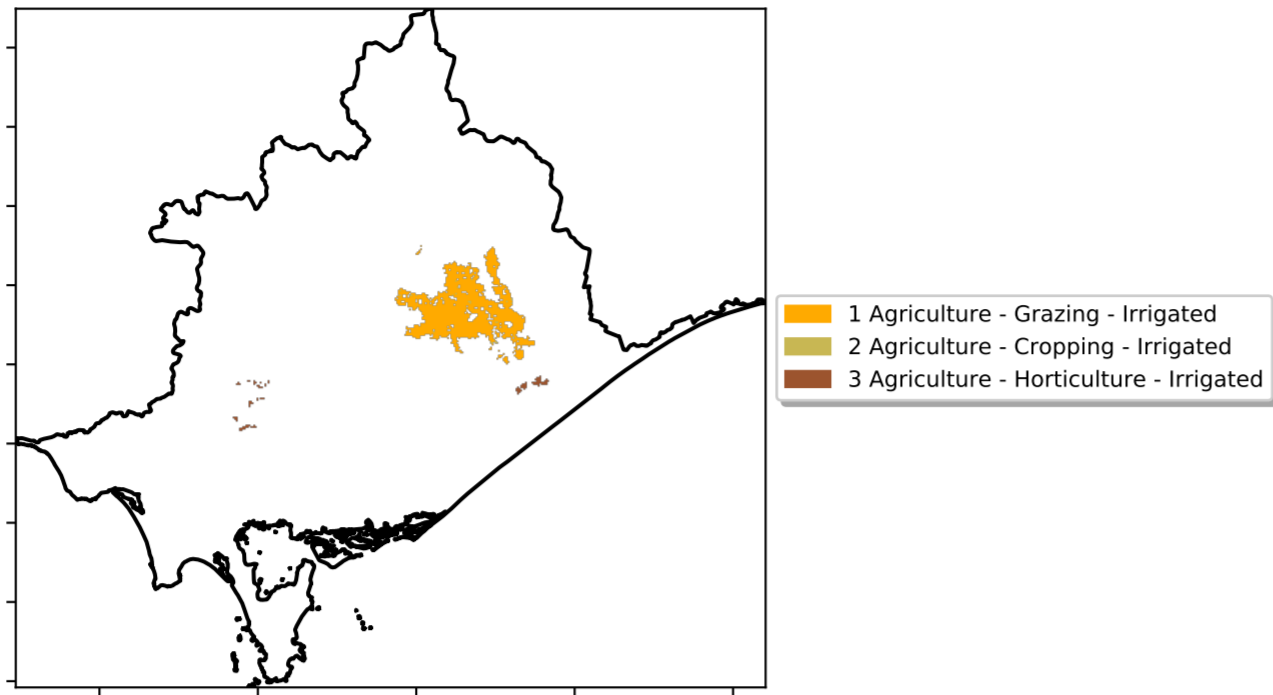 1 Agriculture - Grazing - Irrigated
2 Agriculture - Cropping - Irrigated
3 Agriculture - Horticulture - Irrigated